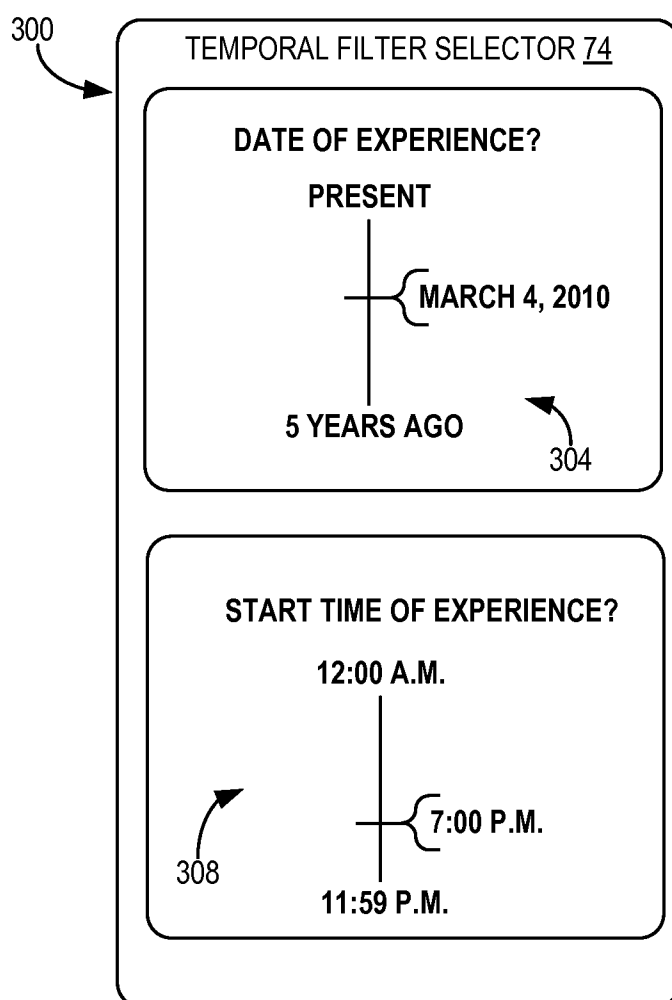 300
TEMPORAL FILTER SELECTOR 74
DATE OF EXPERIENCE?
PRESENT
MARCH 4, 2010
5 YEARS AGO
304
START TIME OF EXPERIENCE?
12:00 A.M.
7:00 P.M.
308
11:59 P.M.